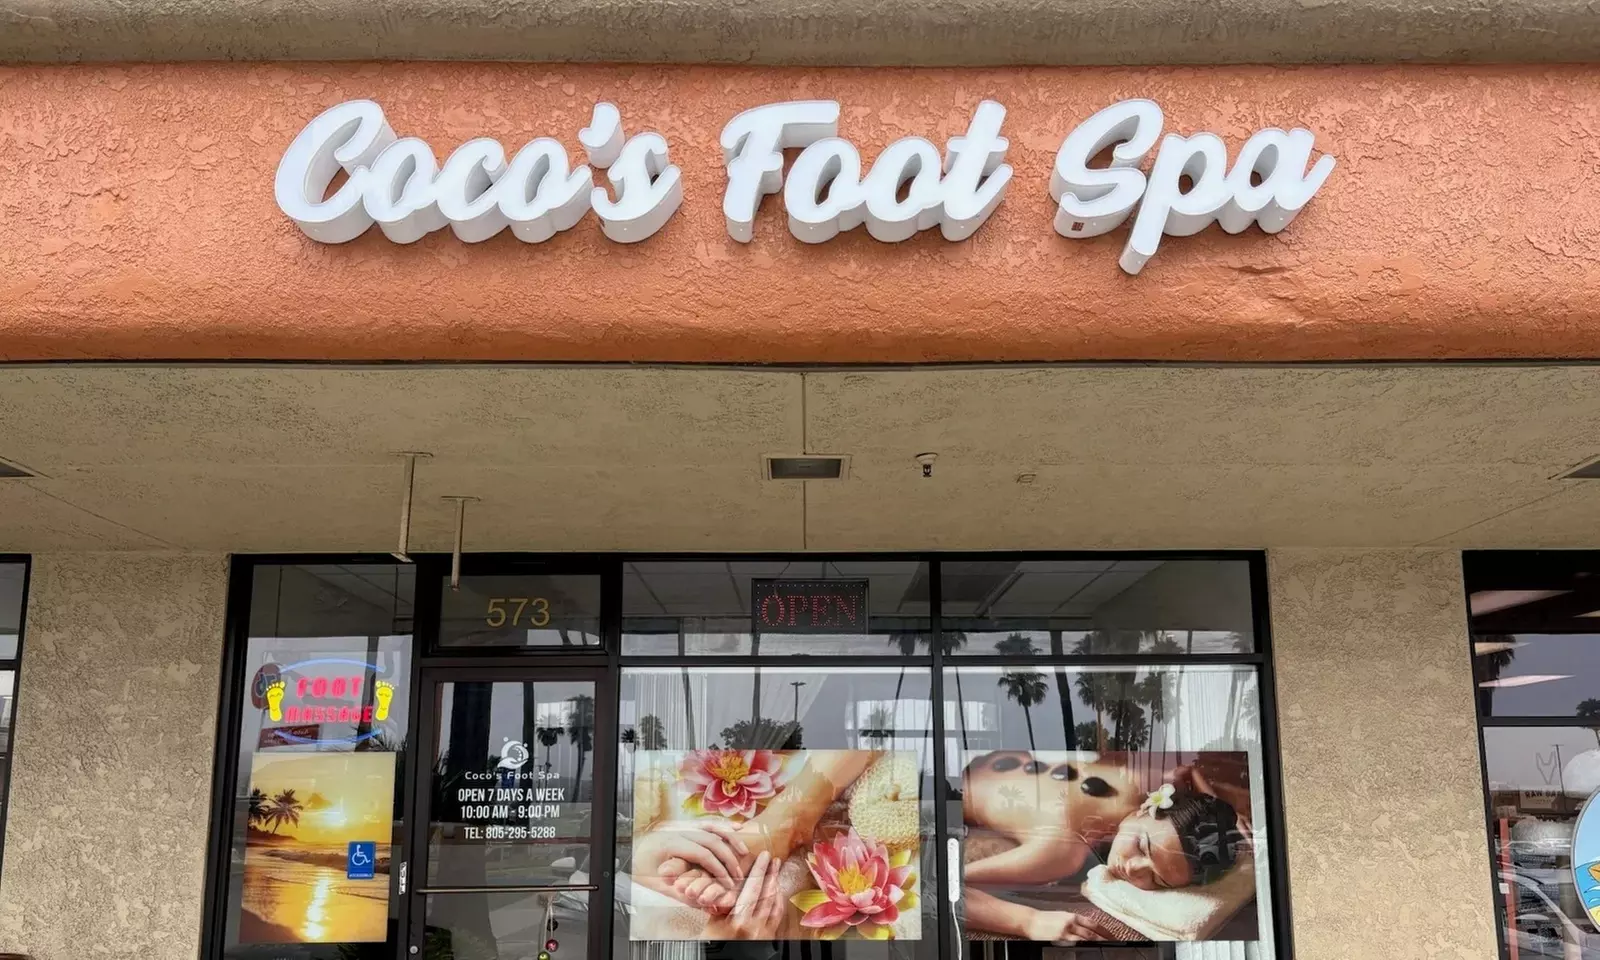 Coco's Foot Spa
573
OPEN
FOOT
MASSAGE
Coco's Foot Spa
OPEN 7 DAYS A WEEK
10:00 AM - 9:00 PM
TEL: 805-295-5288